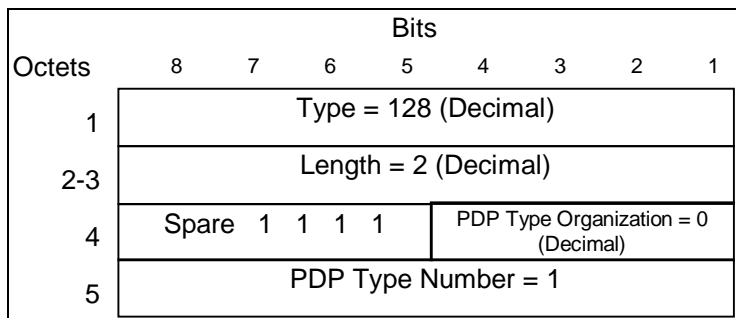 Bits
Octets 8 7 6 5 4 3 2 1
1 Type = 128 (Decimal)
2-3 Length = 2 (Decimal)
4 Spare 1 1 1 1 PDP Type Organization = 0
(Decimal)
5 PDP Type Number = 1